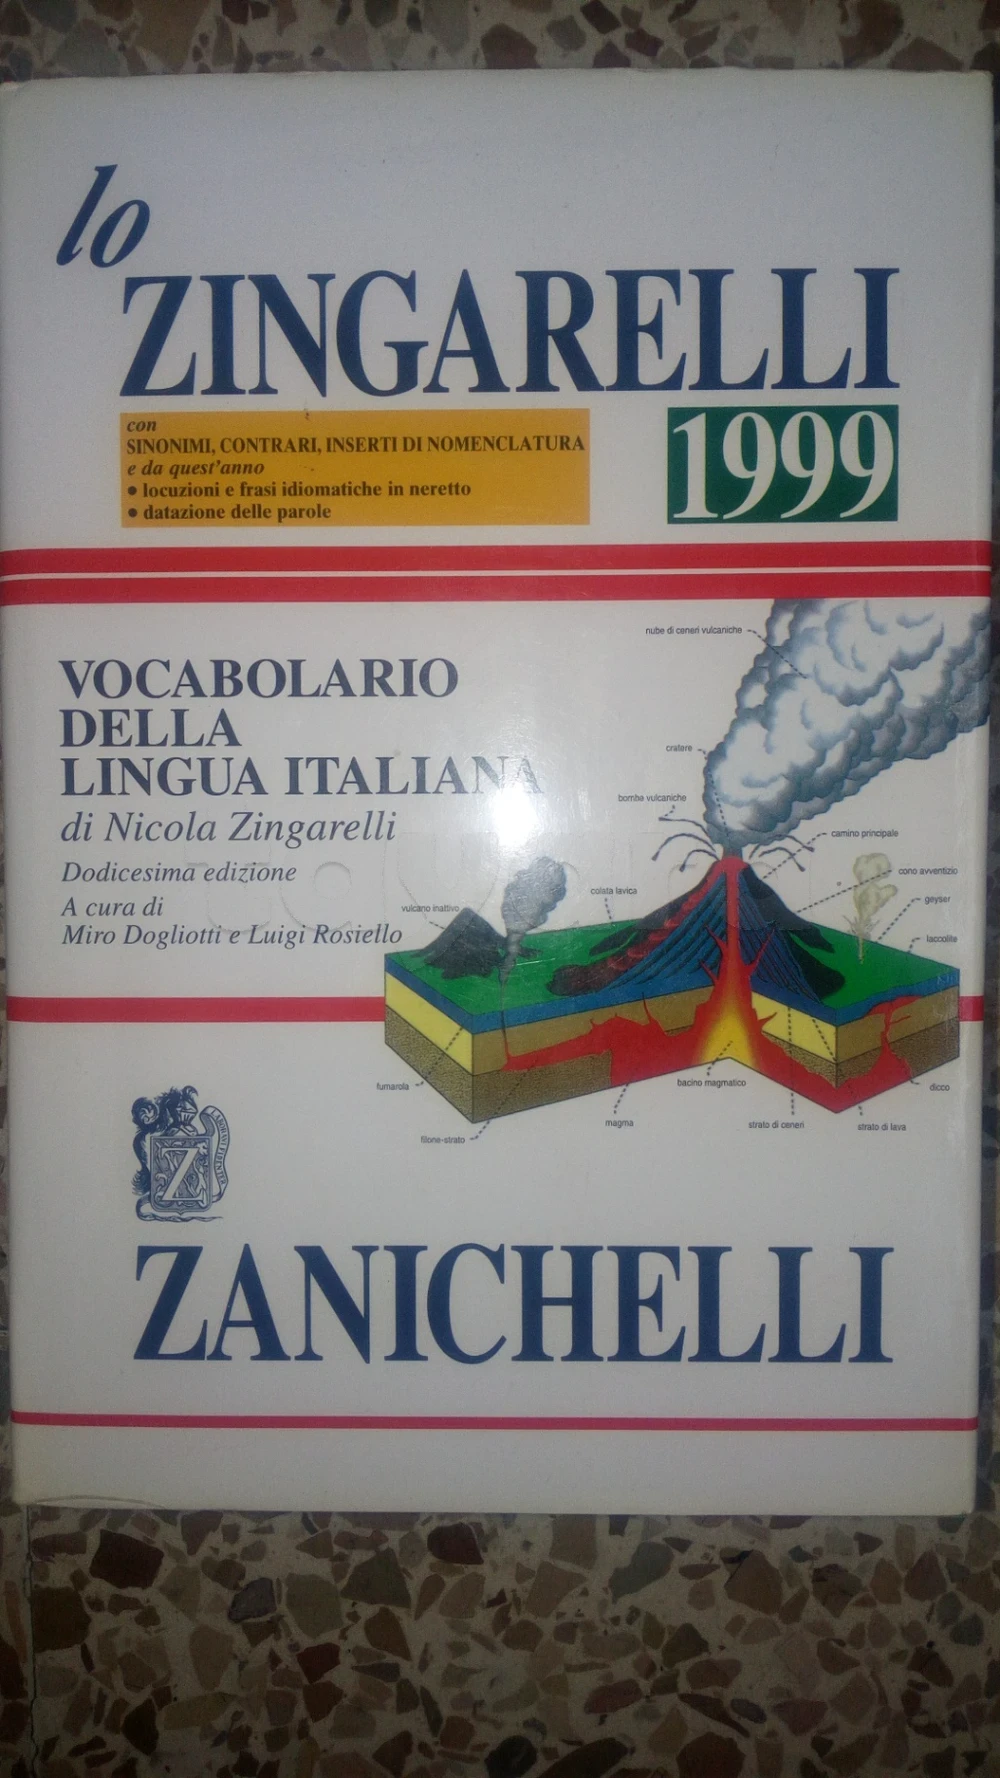 lo
ZINGARELLI
1999
con
SINONIMI, CONTRARI, INSERTI DI NOMENCLATURA
e da quest'anno
• locuzioni e frasi idiomatiche in neretto
• datazione delle parole
VOCABOLARIO
DELLA
LINGUA ITALIANA
di Nicola Zingarelli
Dodicesima edizione
A cura di
Miro Dogliotti e Luigi Rosiello
nube di ceneri vulcaniche
cratere
bombe vulcaniche
camino principale
cono avventizio
colata lavica
geyser
vulcano inattivo
laccolite
fumarola
bacino magmatico
dicco
magma
strato di ceneri
strato di lava
filone-strato
LABORAVI FIDENTER
Z
ZANICHELLI